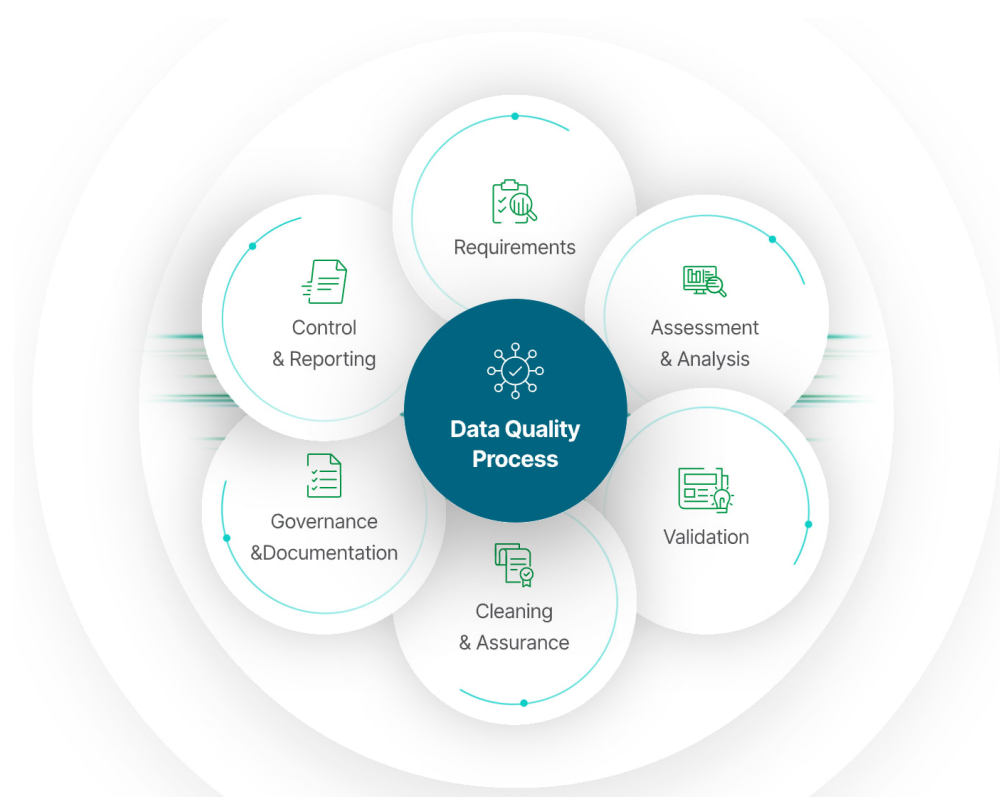 Requirements
Assessment
& Analysis
Validation
Cleaning
& Assurance
Governance
&Documentation
Control
& Reporting
Data Quality
Process